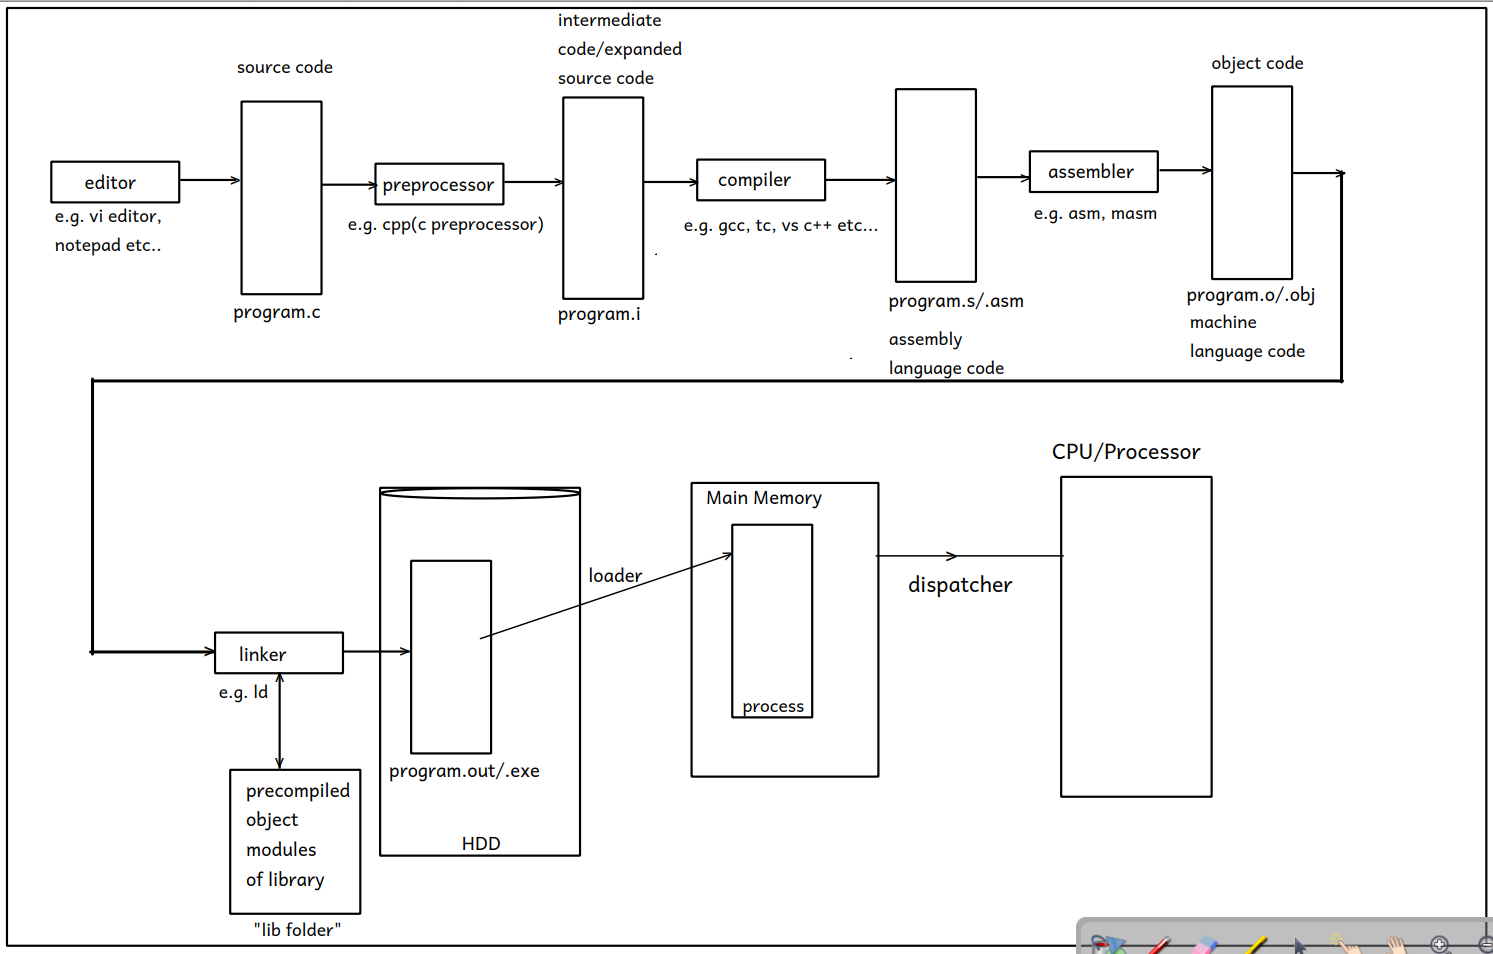 source code
intermediate
code/expanded
source code
object code
editor
e.g. vi editor,
notepad etc..
program.c
preprocessor
e.g. cpp(c preprocessor)
program.i
compiler
e.g. gcc, tc, vs c++ etc...
program.s/.asm
assembly
language code
assembler
e.g. asm, masm
program.o/.obj
machine
language code
linker
e.g. ld
precompiled
object
modules
of library
"lib folder"
program.out/.exe
HDD
loader
Main Memory
process
dispatcher
CPU/Processor